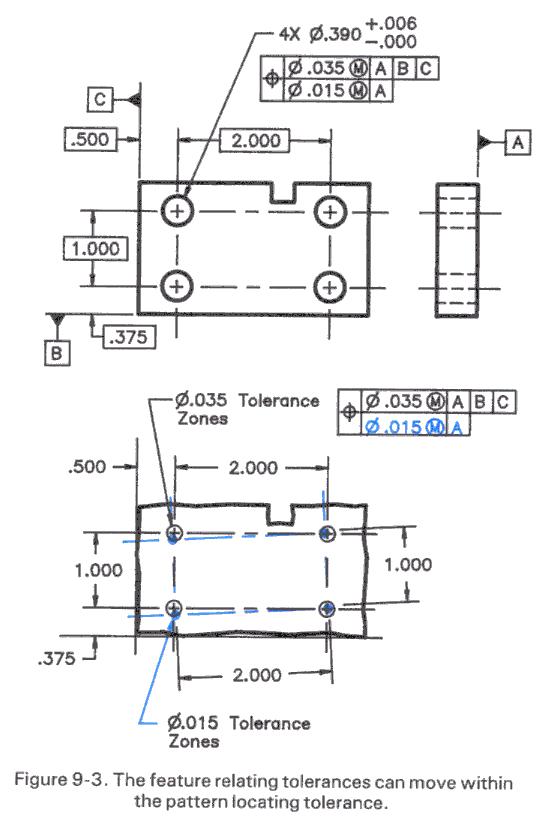 4X Ø.390 +.006
-.000
⌖ Ø.035 Ⓜ A B C
Ø.015 Ⓜ A
C
.500
2.000
A
1.000
.375
B
Ø.035 Tolerance
Zones
⌖ Ø.035 Ⓜ A B C
Ø.015 Ⓜ A
.500
2.000
1.000
1.000
.375
2.000
Ø.015 Tolerance
Zones
Figure 9-3. The feature relating tolerances can move within
the pattern locating tolerance.